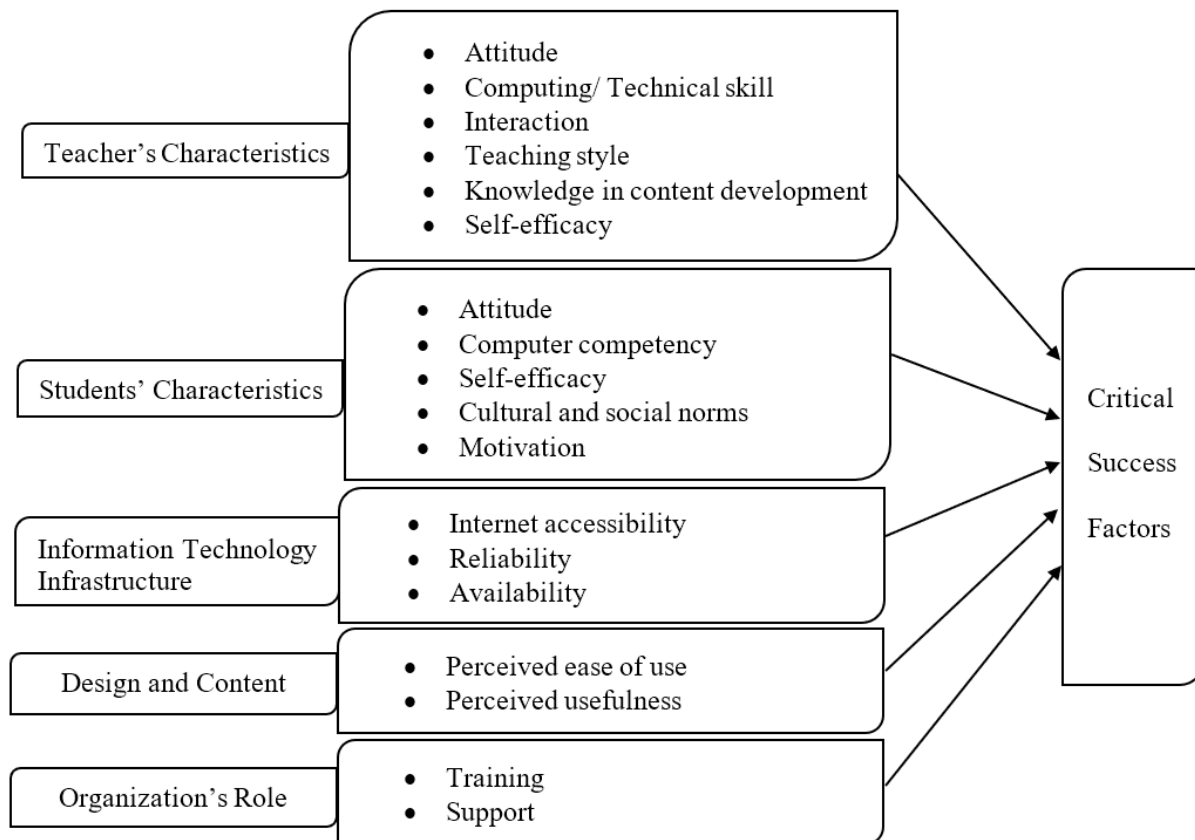 Teacher’s Characteristics
• Attitude
• Computing/ Technical skill
• Interaction
• Teaching style
• Knowledge in content development
• Self-efficacy
Students’ Characteristics
• Attitude
• Computer competency
• Self-efficacy
• Cultural and social norms
• Motivation
Information Technology
Infrastructure
• Internet accessibility
• Reliability
• Availability
Design and Content
• Perceived ease of use
• Perceived usefulness
Organization’s Role
• Training
• Support
Critical
Success
Factors